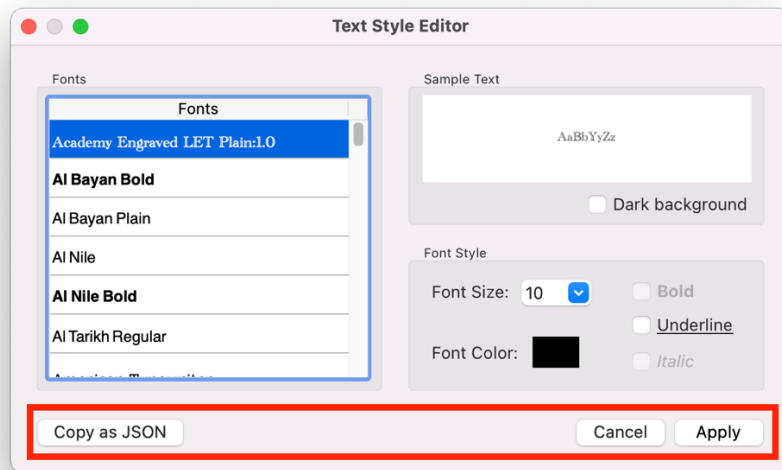 Text Style Editor
Fonts
Fonts
Academy Engraved LET Plain:1.0
Al Bayan Bold
Al Bayan Plain
Al Nile
Al Nile Bold
Al Tarikh Regular
American Typewriter
Sample Text
AaBbYyZz
Dark background
Font Style
Font Size: 10
Bold
Underline
Font Color:
Italic
Copy as JSON
Cancel
Apply